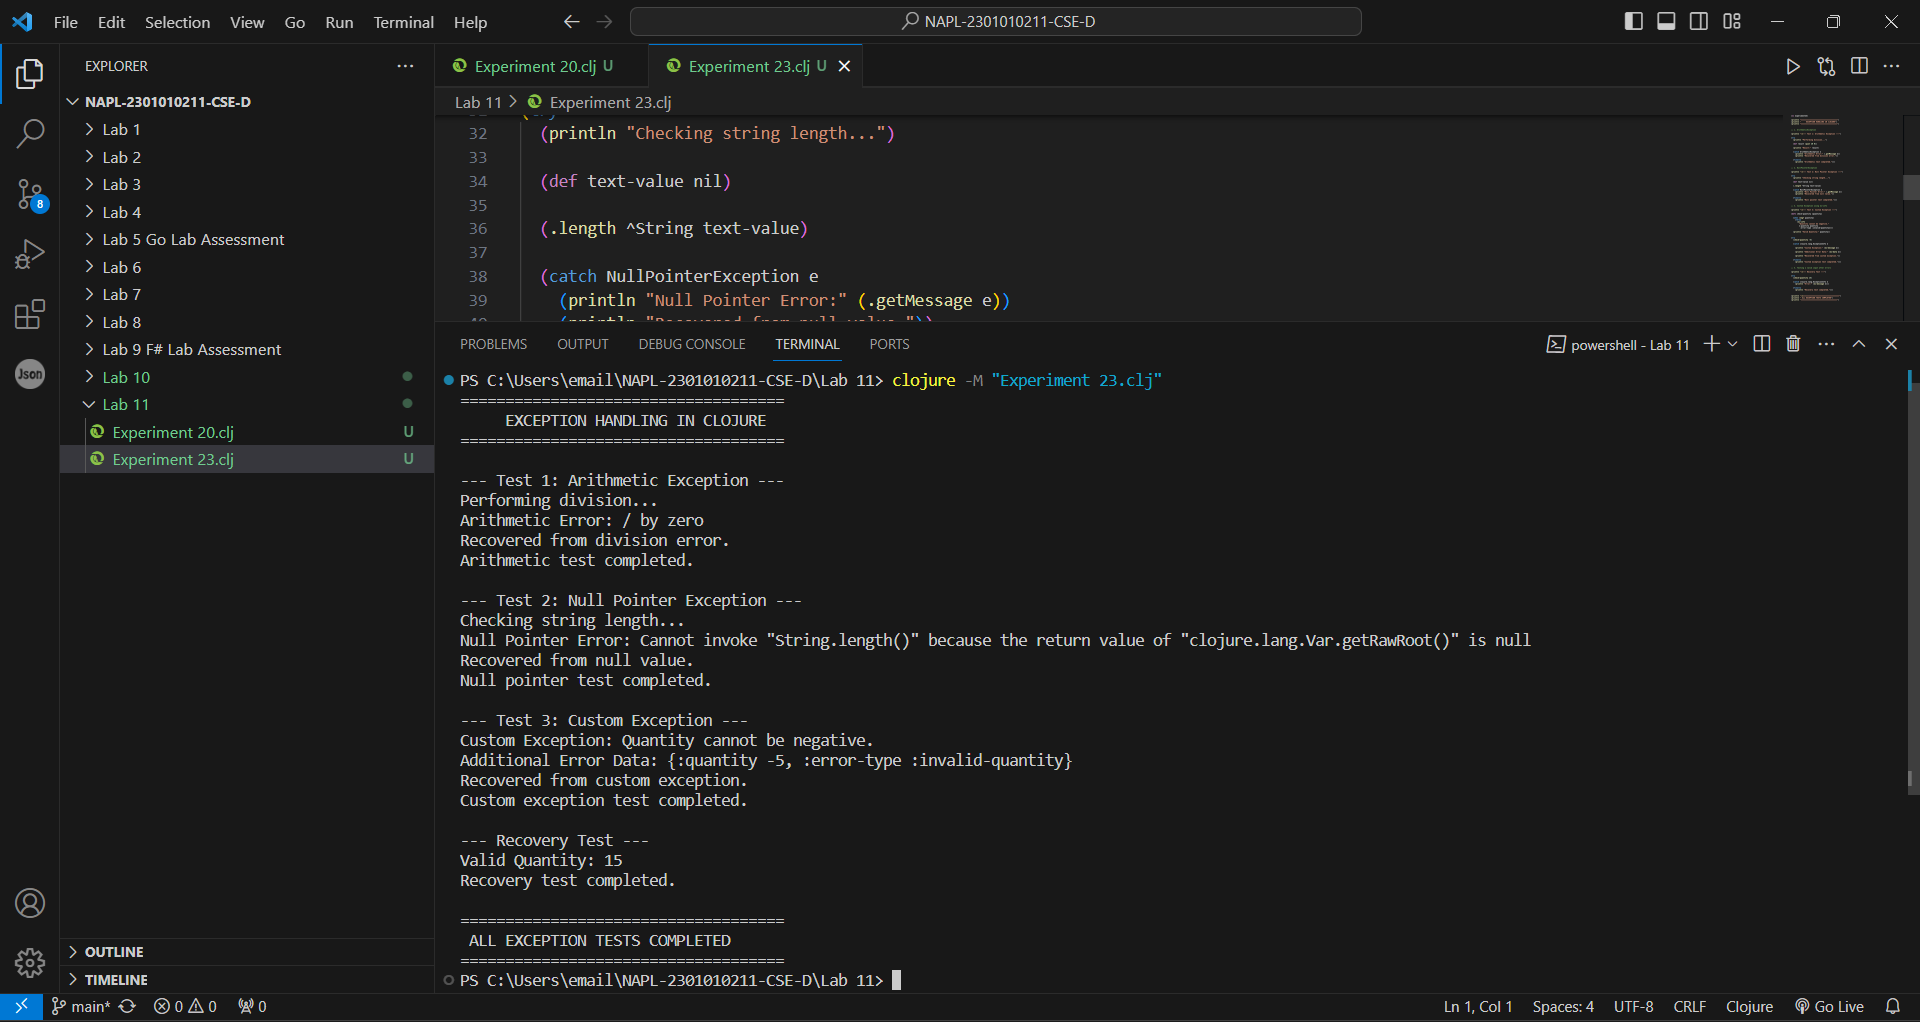 File Edit Selection View Go Run Terminal Help
NAPL-2301010211-CSE-D
EXPLORER
NAPL-2301010211-CSE-D
Lab 1
Lab 2
Lab 3
Lab 4
Lab 5 Go Lab Assessment
Lab 6
Lab 7
Lab 8
Lab 9 F# Lab Assessment
Lab 10
Lab 11
Experiment 20.clj U
Experiment 23.clj U
OUTLINE
TIMELINE
8
Json
Experiment 20.clj U
Experiment 23.clj U
Lab 11 > Experiment 23.clj
32 (println "Checking string length...")
33
34 (def text-value nil)
35
36 (.length ^String text-value)
37
38 (catch NullPointerException e
39 (println "Null Pointer Error:" (.getMessage e))
40 (println "Recovered from null value."))
PROBLEMS OUTPUT DEBUG CONSOLE TERMINAL PORTS
powershell - Lab 11
PS C:\Users\email\NAPL-2301010211-CSE-D\Lab 11> clojure -M "Experiment 23.clj"
====================================
EXCEPTION HANDLING IN CLOJURE
====================================
--- Test 1: Arithmetic Exception ---
Performing division...
Arithmetic Error: / by zero
Recovered from division error.
Arithmetic test completed.
--- Test 2: Null Pointer Exception ---
Checking string length...
Null Pointer Error: Cannot invoke "String.length()" because the return value of "clojure.lang.Var.getRawRoot()" is null
Recovered from null value.
Null pointer test completed.
--- Test 3: Custom Exception ---
Custom Exception: Quantity cannot be negative.
Additional Error Data: {:quantity -5, :error-type :invalid-quantity}
Recovered from custom exception.
Custom exception test completed.
--- Recovery Test ---
Valid Quantity: 15
Recovery test completed.
====================================
ALL EXCEPTION TESTS COMPLETED
====================================
PS C:\Users\email\NAPL-2301010211-CSE-D\Lab 11>
main* 0 0 0
Ln 1, Col 1 Spaces: 4 UTF-8 CRLF Clojure Go Live